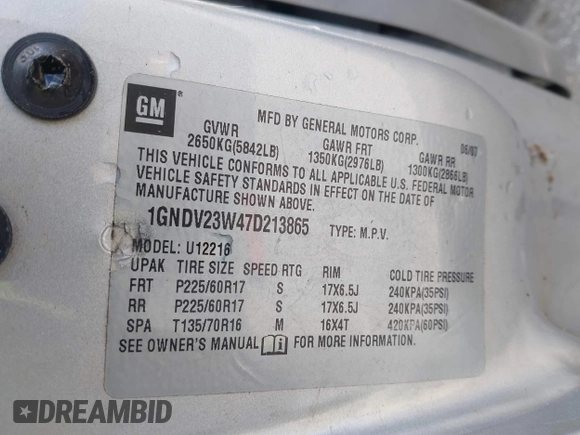 GM ®
MFD BY GENERAL MOTORS CORP. 06/07
GVWR GAWR FRT GAWR RR
2650KG(5842LB) 1350KG(2976LB) 1300KG(2866LB)
THIS VEHICLE CONFORMS TO ALL APPLICABLE U.S. FEDERAL MOTOR
VEHICLE SAFETY STANDARDS IN EFFECT ON THE DATE OF
MANUFACTURE SHOWN ABOVE.
1GNDV23W47D213865 TYPE: M.P.V.
MODEL: U12216
UPAK TIRE SIZE SPEED RTG RIM COLD TIRE PRESSURE
FRT P225/60R17 S 17X6.5J 240KPA(35PSI)
RR P225/60R17 S 17X6.5J 240KPA(35PSI)
SPA T135/70R16 M 16X4T 420KPA(60PSI)
SEE OWNER'S MANUAL FOR MORE INFORMATION.
DREAMBID